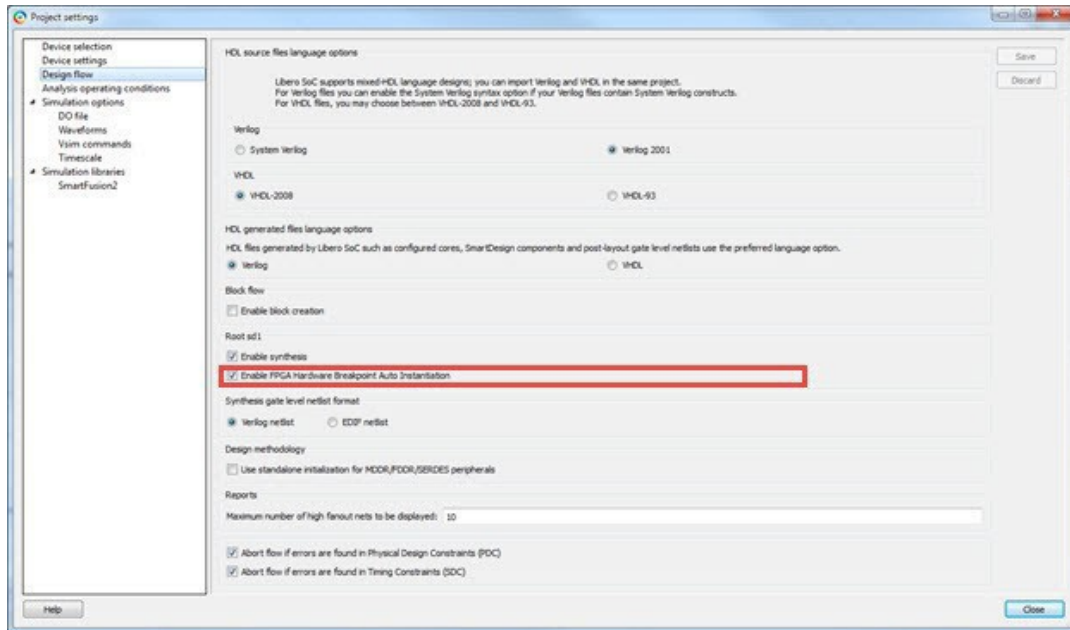 Project settings
Device selection
Device settings
Design flow
Analysis operating conditions
Simulation options
DO file
Waveforms
Vsim commands
Timescale
Simulation libraries
SmartFusion2
HDL source files language options
Libero SoC supports mixed-HDL language designs; you can import Verilog and VHDL in the same project.
For Verilog files you can enable the System Verilog syntax option if your Verilog files contain System Verilog constructs.
For VHDL files, you may choose between VHDL-2008 and VHDL-93.
Verilog
System Verilog Verilog 2001
VHDL
VHDL-2008 VHDL-93
HDL generated files language options
HDL files generated by Libero SoC such as configured cores, SmartDesign components and post-layout gate level netlists use the preferred language option.
Verilog VHDL
Block flow
Enable block creation
Root sd1
Enable synthesis
Enable FPGA Hardware Breakpoint Auto Instantiation
Synthesis gate level netlist format
Verilog netlist EDIF netlist
Design methodology
Use standalone initialization for MDDR/FDDR/SERDES peripherals
Reports
Maximum number of high fanout nets to be displayed: 10
Abort flow if errors are found in Physical Design Constraints (PDC)
Abort flow if errors are found in Timing Constraints (SDC)
Save
Discard
Help
Close